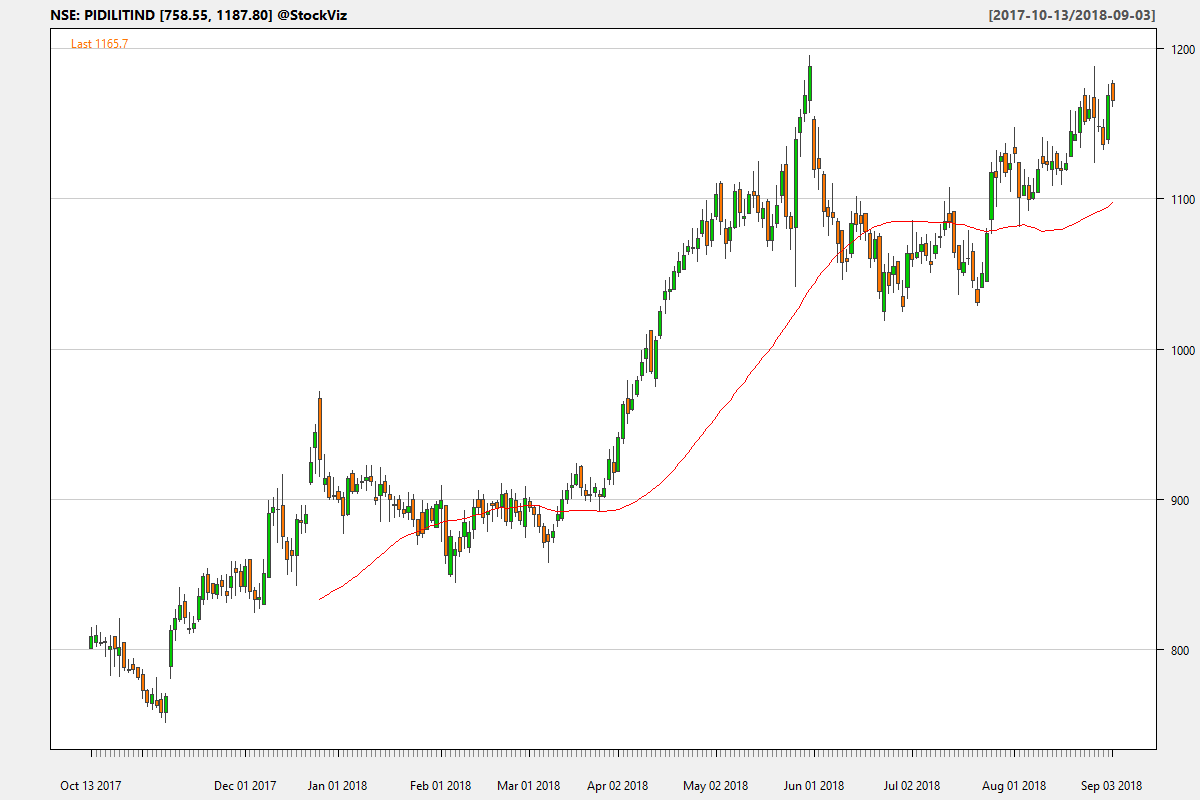 NSE: PIDILITIND [758.55, 1187.80] @StockViz [2017-10-13/2018-09-03]
Last 1165.7
1200
1100
1000
900
800
Oct 13 2017 Dec 01 2017 Jan 01 2018 Feb 01 2018 Mar 01 2018 Apr 02 2018 May 02 2018 Jun 01 2018 Jul 02 2018 Aug 01 2018 Sep 03 2018